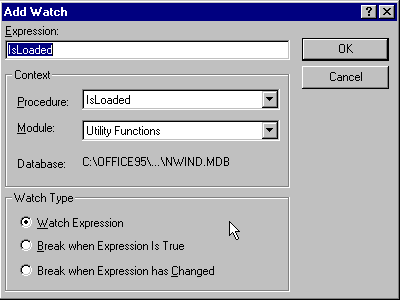 Add Watch
Expression:
IsLoaded
OK
Cancel
Context
Procedure: IsLoaded
Module: Utility Functions
Database: C:\OFFICE95\...\NWIND.MDB
Watch Type
Watch Expression
Break when Expression Is True
Break when Expression has Changed